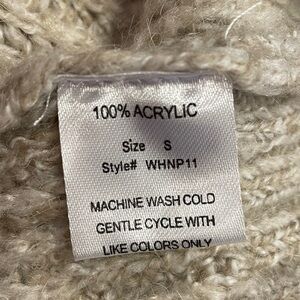 100% ACRYLIC
Size S
Style# WHNP11
MACHINE WASH COLD
GENTLE CYCLE WITH
LIKE COLORS ONLY